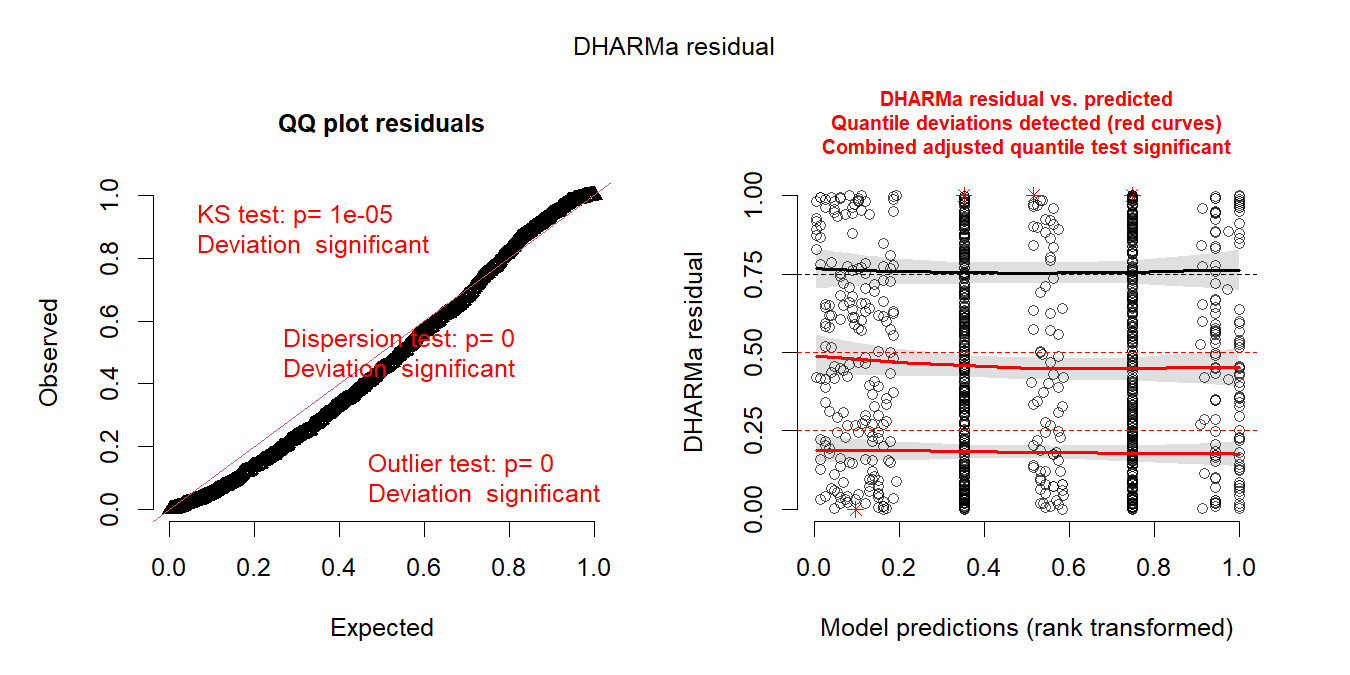 DHARMa residual
QQ plot residuals
KS test: p= 1e-05
Deviation  significant
Dispersion test: p= 0
Deviation  significant
Outlier test: p= 0
Deviation  significant
Observed
1.0
0.8
0.6
0.4
0.2
0.0
0.0 0.2 0.4 0.6 0.8 1.0
Expected
DHARMa residual vs. predicted
Quantile deviations detected (red curves)
Combined adjusted quantile test significant
DHARMa residual
1.00
0.75
0.50
0.25
0.00
0.0 0.2 0.4 0.6 0.8 1.0
Model predictions (rank transformed)